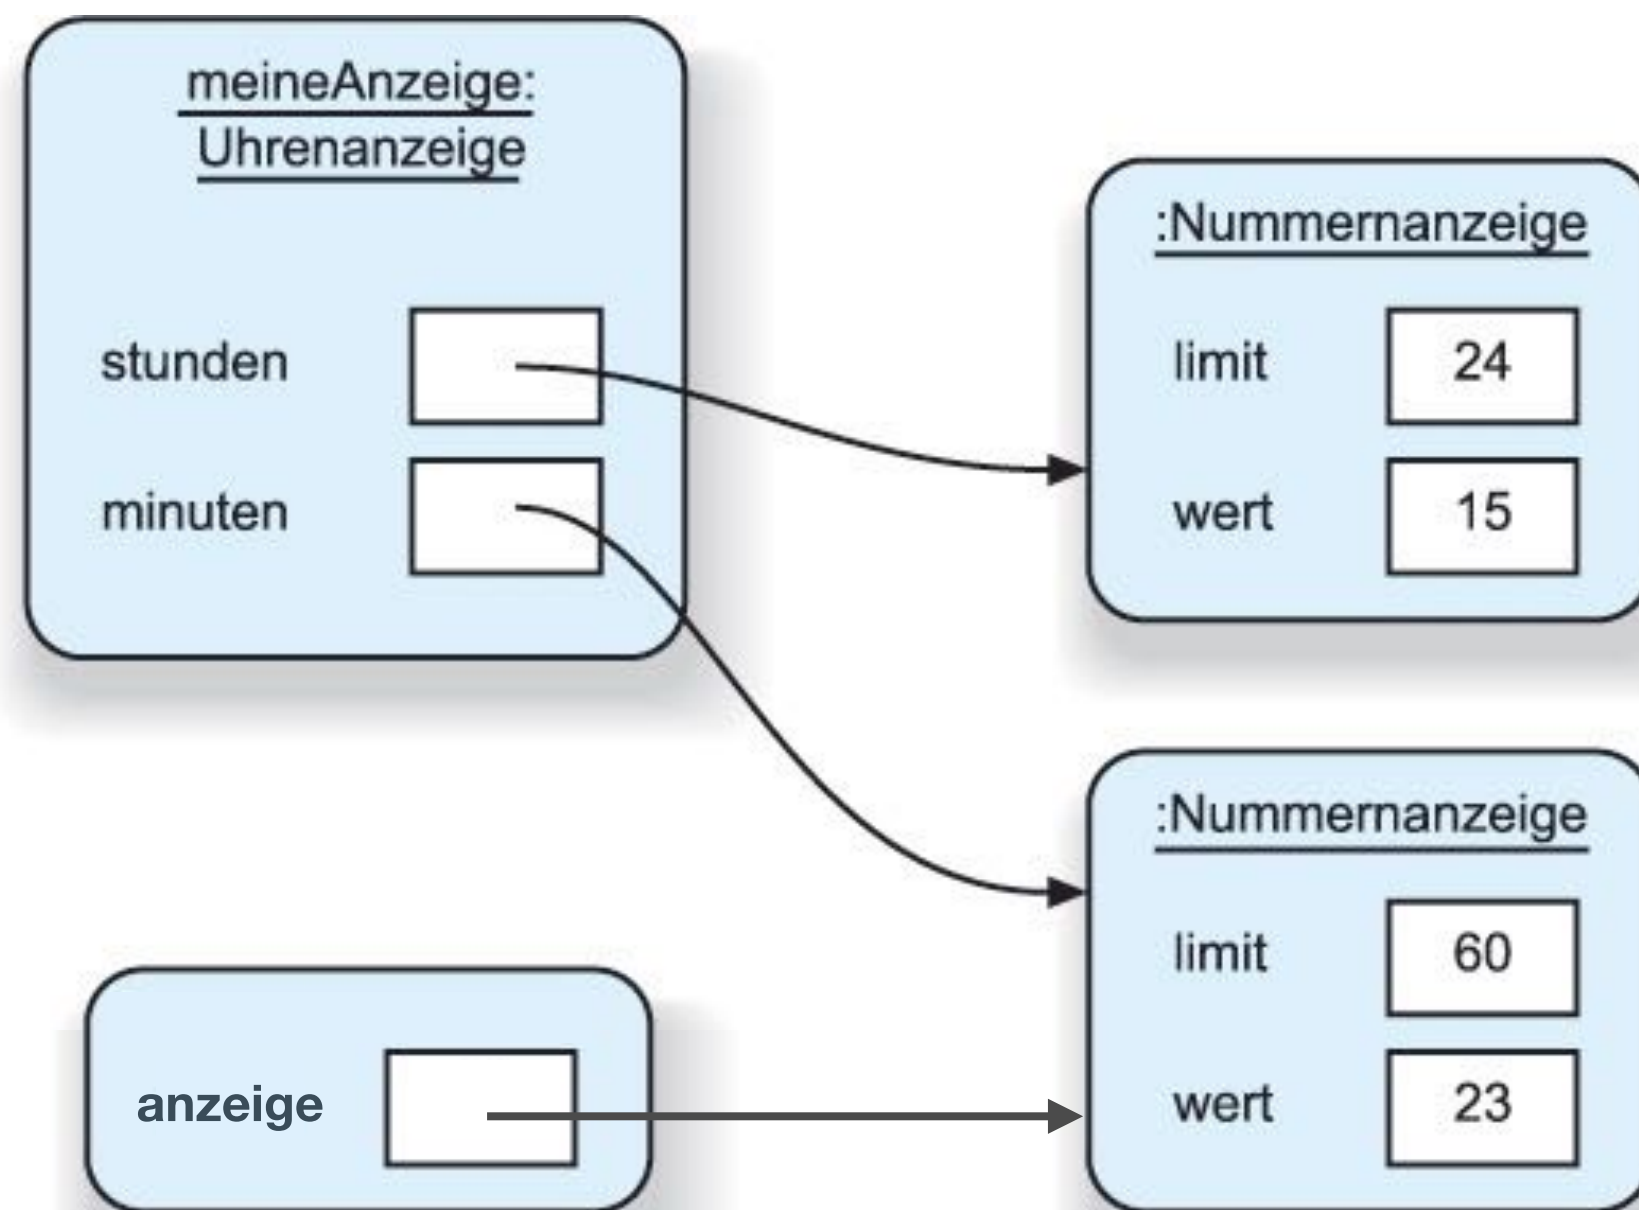 meineAnzeige:
Uhrenanzeige
stunden
minuten
:Nummernanzeige
limit 24
wert 15
:Nummernanzeige
limit 60
wert 23
anzeige